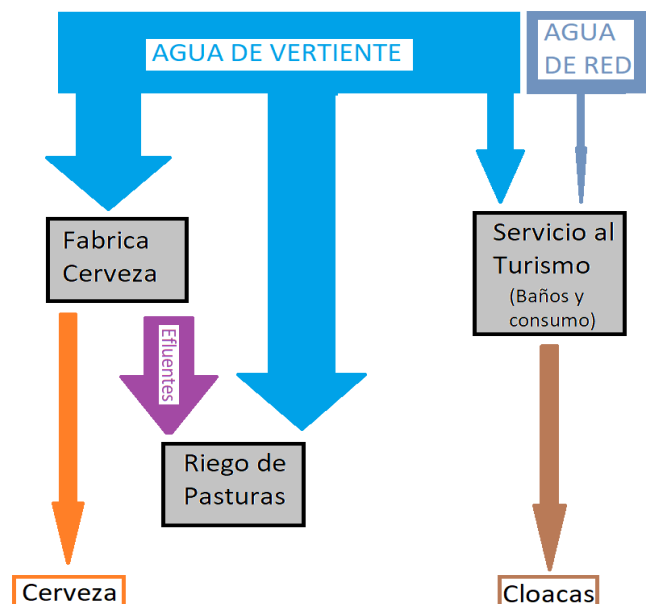 AGUA DE VERTIENTE
AGUA
DE RED
Fabrica
Cerveza
Servicio al
Turismo
(Baños y
consumo)
Efluentes
Riego de
Pasturas
Cerveza
Cloacas